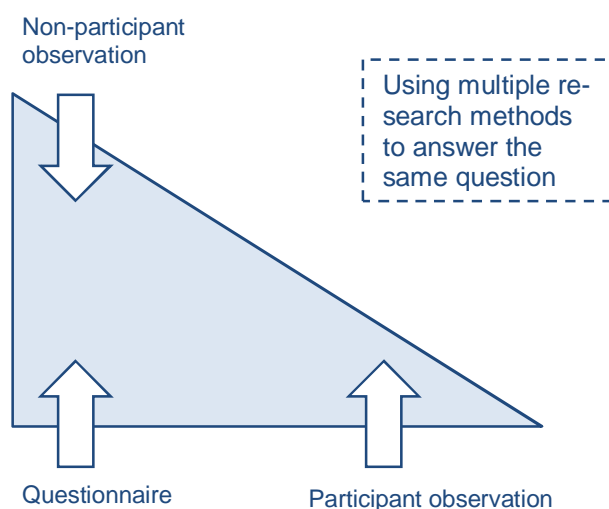 Non-participant
observation
Using multiple re-
search methods
to answer the
same question
Questionnaire
Participant observation